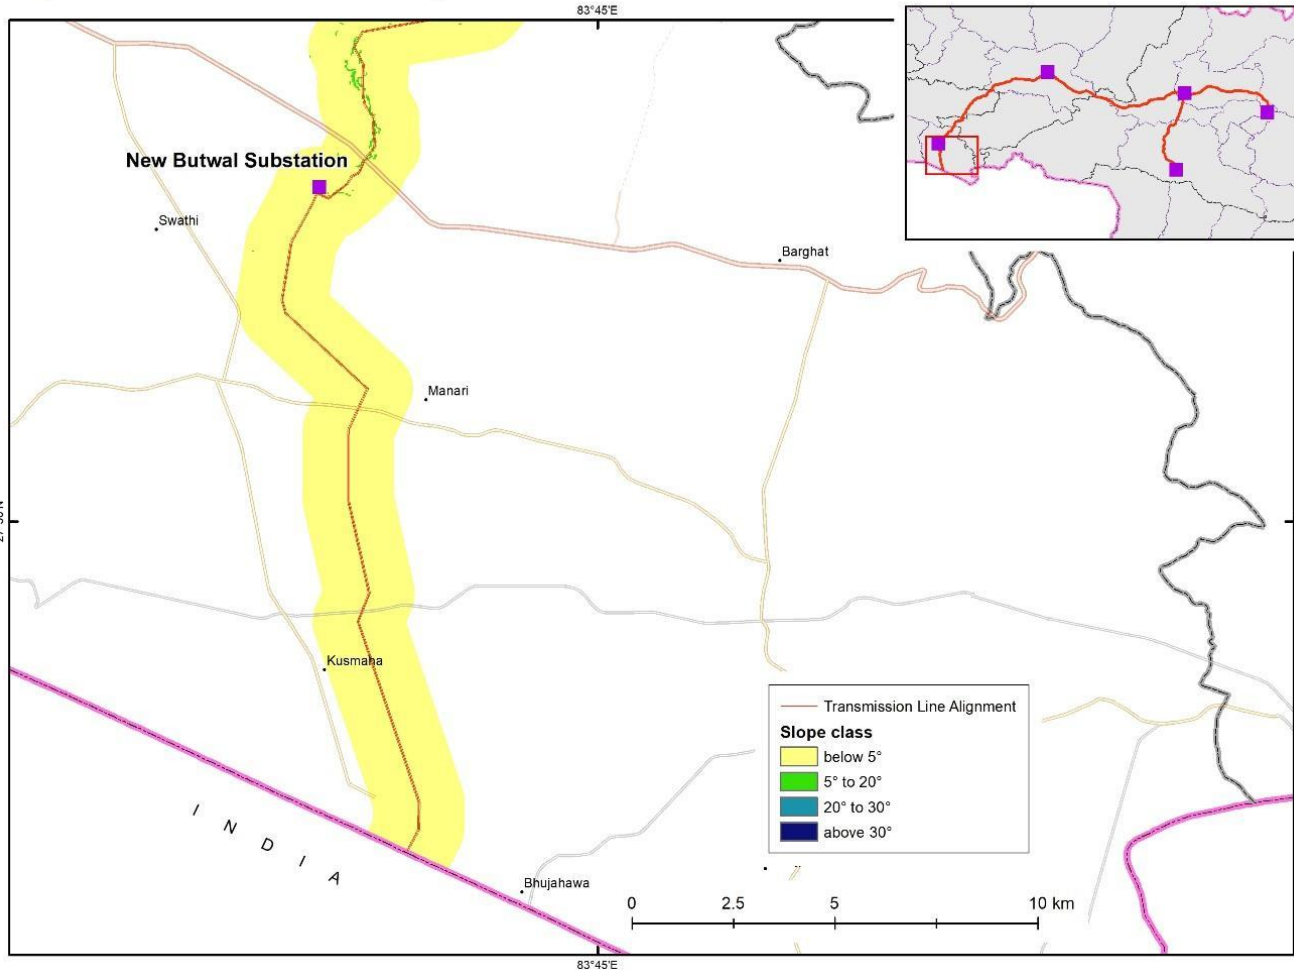 83°45'E
New Butwal Substation
Swathi
Barghat
Manari
Kusmaha
Transmission Line Alignment
Slope class
below 5°
5° to 20°
20° to 30°
above 30°
I N D I A
Bhujahawa
0 2.5 5 10 km
83°45'E